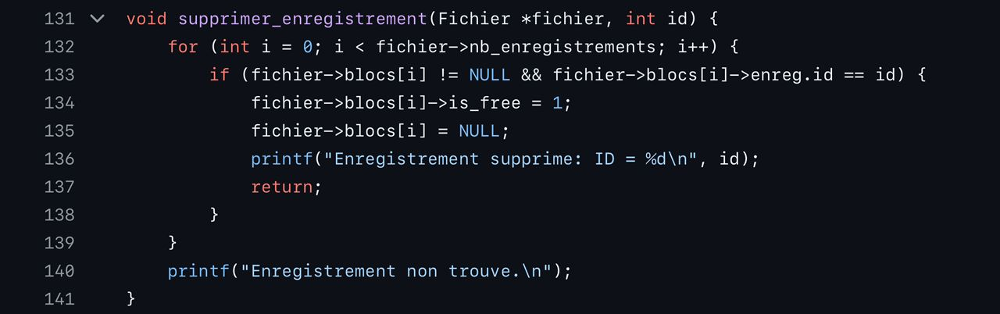 131 void supprimer_enregistrement(Fichier *fichier, int id) {
132     for (int i = 0; i < fichier->nb_enregistrements; i++) {
133         if (fichier->blocs[i] != NULL && fichier->blocs[i]->enreg.id == id) {
134             fichier->blocs[i]->is_free = 1;
135             fichier->blocs[i] = NULL;
136             printf("Enregistrement supprime: ID = %d\n", id);
137             return;
138         }
139     }
140     printf("Enregistrement non trouve.\n");
141 }